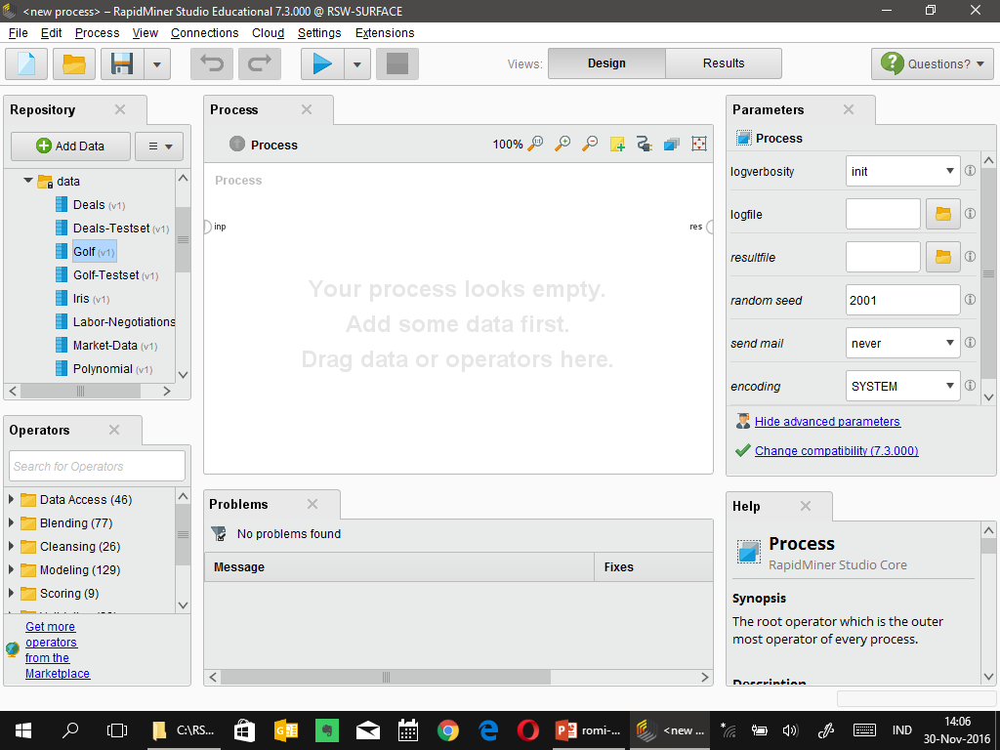 <new process> – RapidMiner Studio Educational 7.3.000 @ RSW-SURFACE
File Edit Process View Connections Cloud Settings Extensions
Views: Design Results Questions?
Repository
Add Data
data
Deals (v1)
Deals-Testset (v1)
Golf (v1)
Golf-Testset (v1)
Iris (v1)
Labor-Negotiations
Market-Data (v1)
Polynomial (v1)
Operators
Search for Operators
Data Access (46)
Blending (77)
Cleansing (26)
Modeling (129)
Scoring (9)
Get more
operators
from the
Marketplace
Process
Process 100%
Process
inp res
Your process looks empty.
Add some data first.
Drag data or operators here.
Problems
No problems found
Message Fixes
Parameters
Process
logverbosity init
logfile
resultfile
random seed 2001
send mail never
encoding SYSTEM
Hide advanced parameters
Change compatibility (7.3.000)
Help
Process
RapidMiner Studio Core
Synopsis
The root operator which is the outer
most operator of every process.
Description
C:\RS... romi-... <new ... IND 14:06
30-Nov-2016